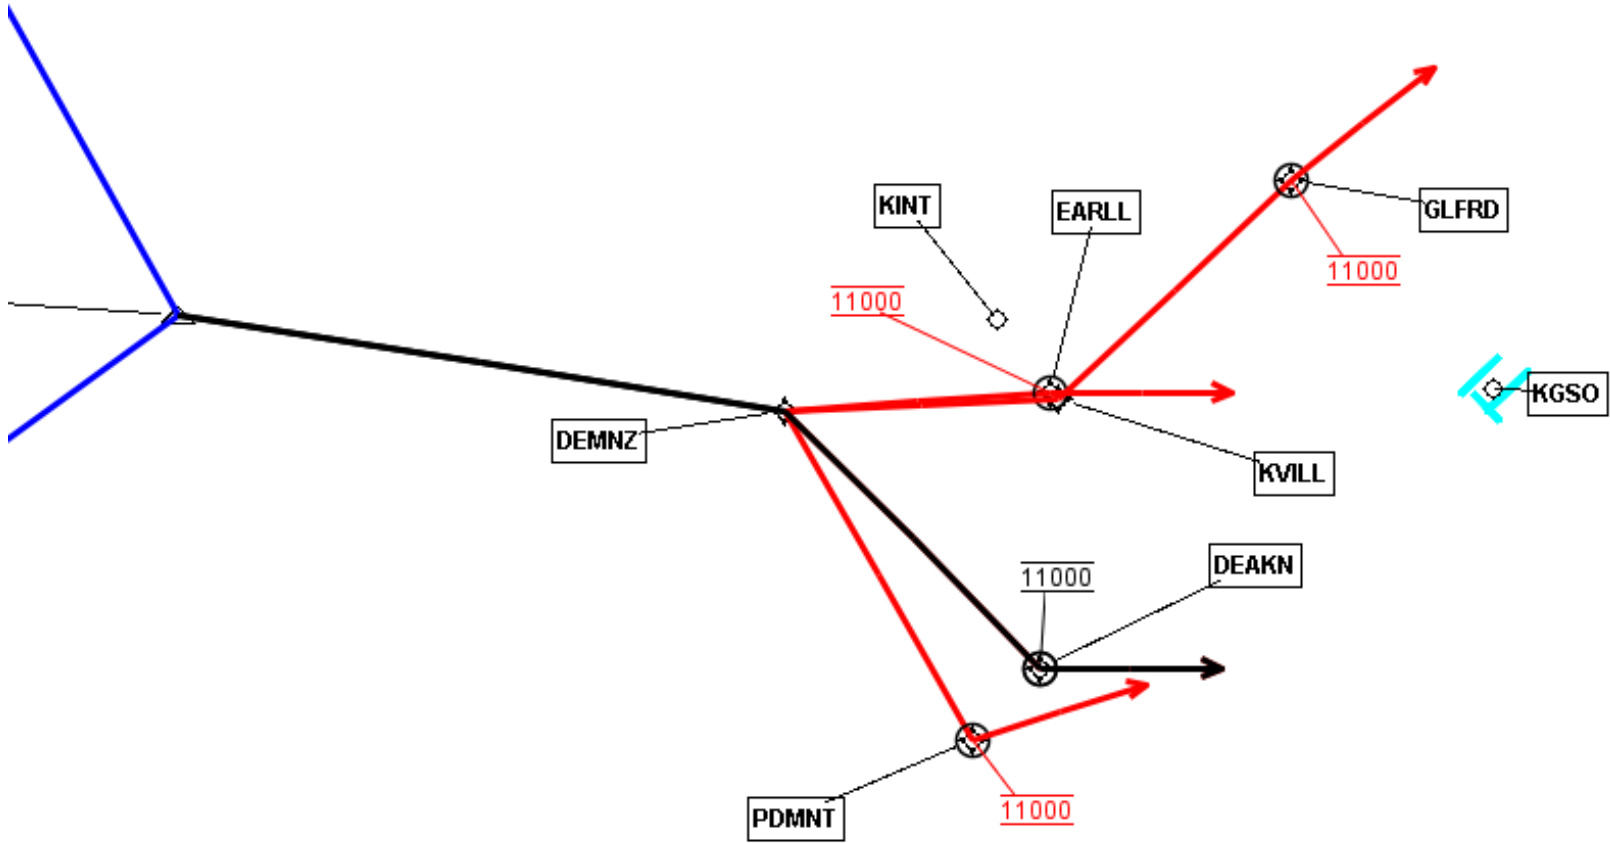 KINT
EARLL
GLFRD
11000
11000
KGSO
DEMNZ
KVILL
DEAKN
11000
PDMNT
11000